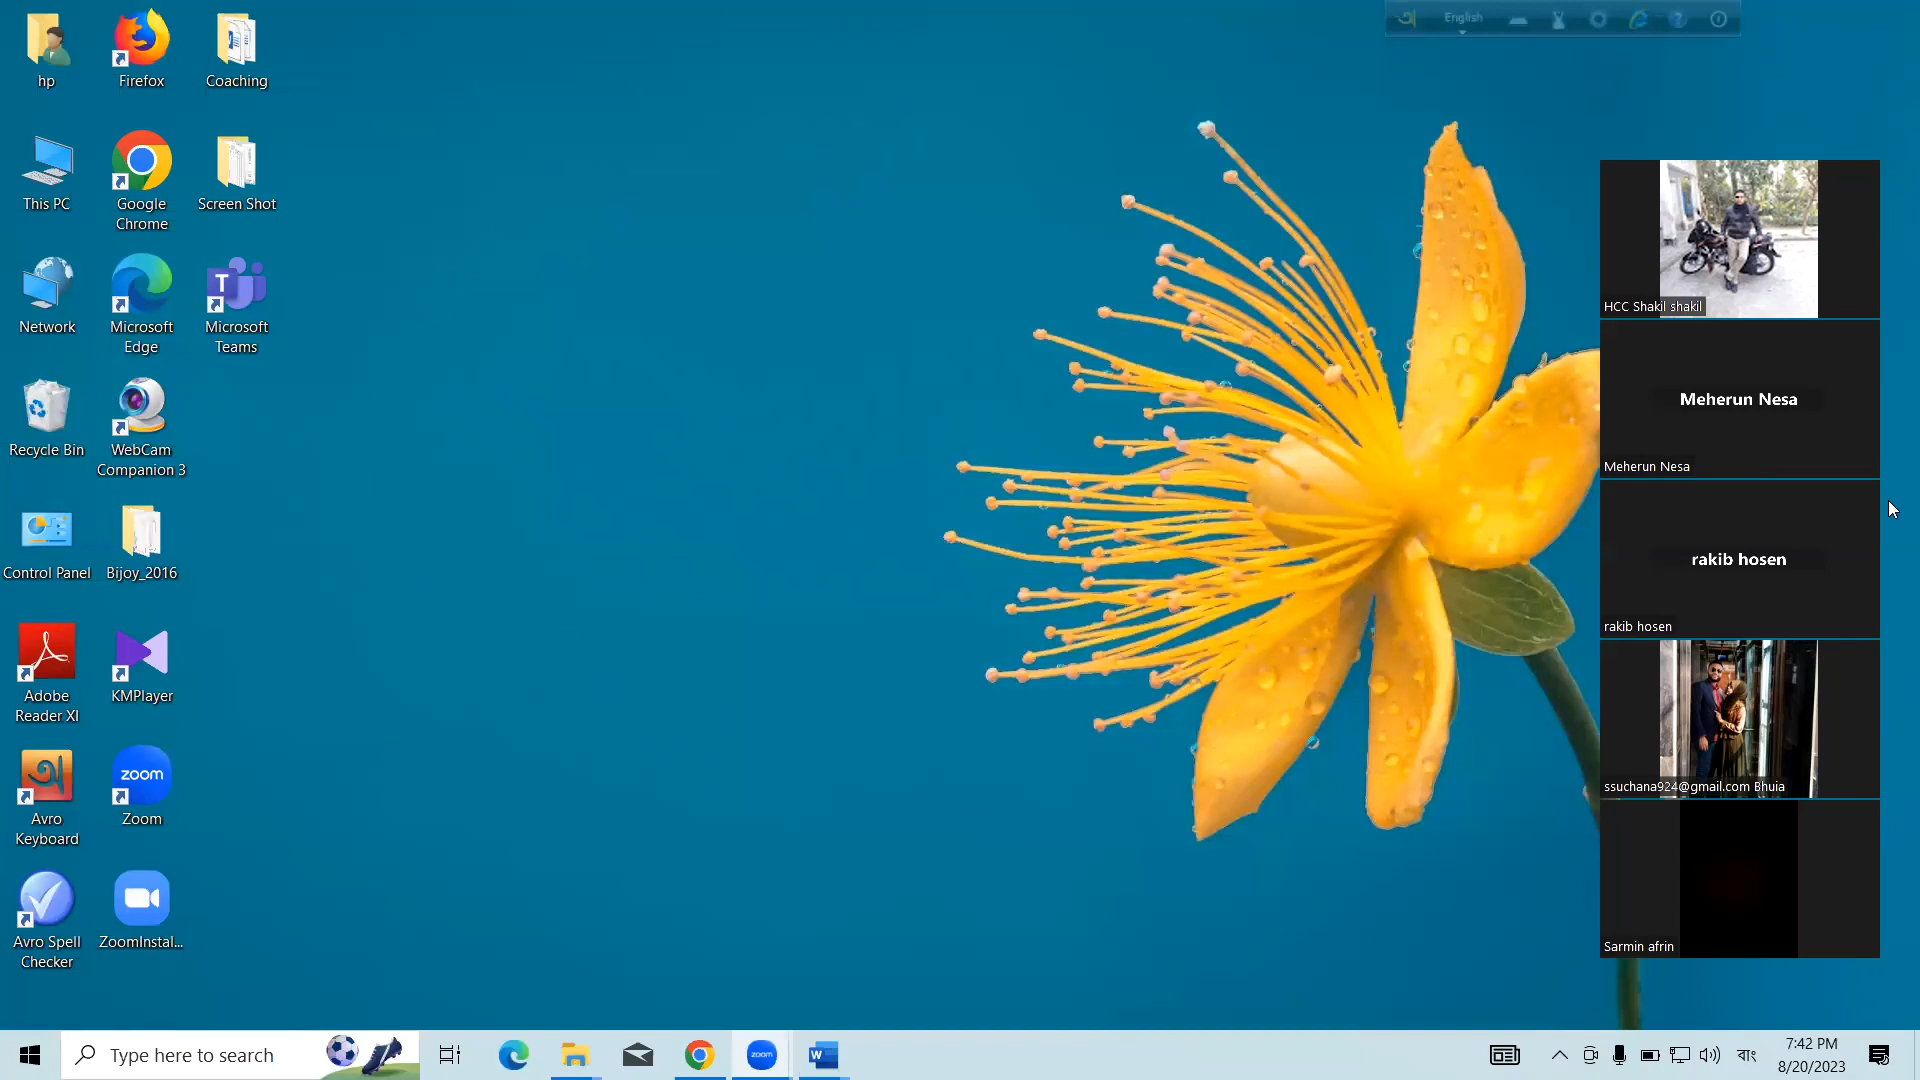 hp
Firefox
Coaching
This PC
Google
Chrome
Screen Shot
Network
Microsoft
Edge
T
Microsoft
Teams
Recycle Bin
WebCam
Companion 3
Control Panel
Bijoy_2016
Adobe
Reader XI
KMPlayer
অ
Avro
Keyboard
zoom
Zoom
Avro Spell
Checker
ZoomInstal...
English
HCC Shakil shakil
Meherun Nesa
Meherun Nesa
rakib hosen
rakib hosen
ssuchana924@gmail.com Bhuia
Sarmin afrin
Type here to search
zoom
W
বাং
7:42 PM
8/20/2023